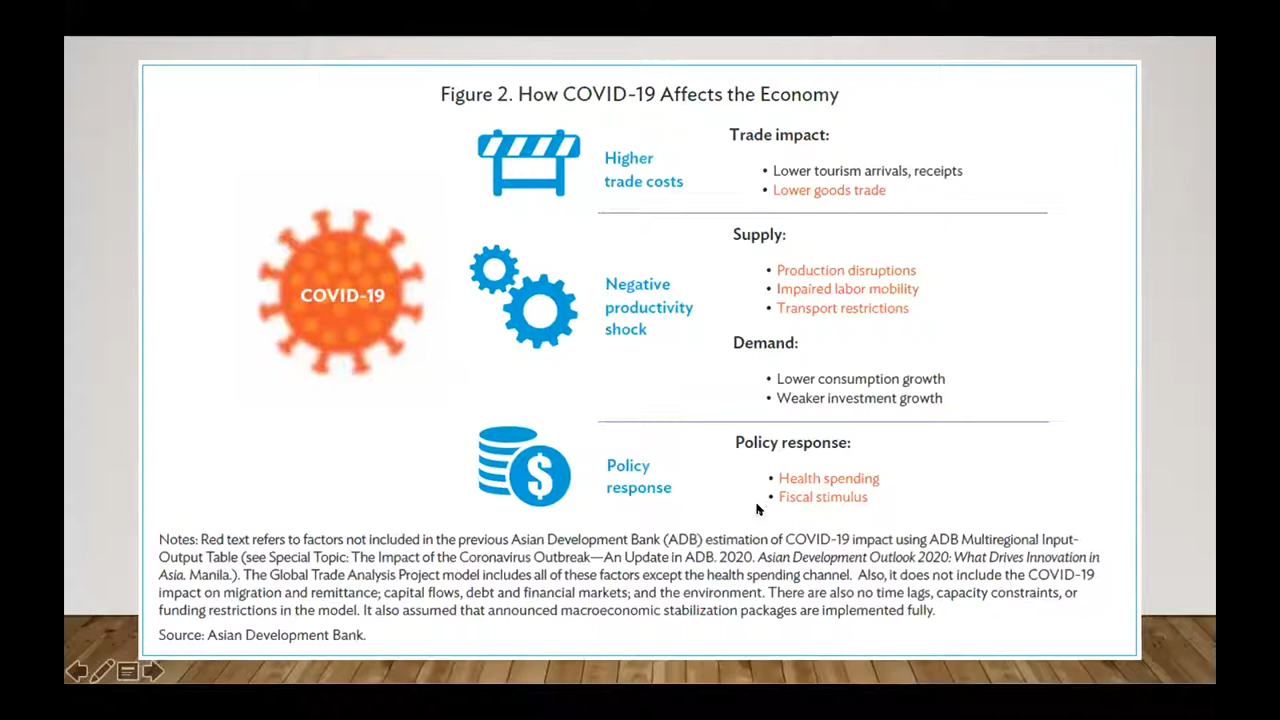 Figure 2. How COVID-19 Affects the Economy
COVID-19
Higher
trade costs
Trade impact:
• Lower tourism arrivals, receipts
• Lower goods trade
Negative
productivity
shock
Supply:
• Production disruptions
• Impaired labor mobility
• Transport restrictions
Demand:
• Lower consumption growth
• Weaker investment growth
$
Policy
response
Policy response:
• Health spending
• Fiscal stimulus
Notes: Red text refers to factors not included in the previous Asian Development Bank (ADB) estimation of COVID-19 impact using ADB Multiregional Input-
Output Table (see Special Topic: The Impact of the Coronavirus Outbreak—An Update in ADB. 2020. Asian Development Outlook 2020: What Drives Innovation in
Asia. Manila.). The Global Trade Analysis Project model includes all of these factors except the health spending channel. Also, it does not include the COVID-19
impact on migration and remittance; capital flows, debt and financial markets; and the environment. There are also no time lags, capacity constraints, or
funding restrictions in the model. It also assumed that announced macroeconomic stabilization packages are implemented fully.
Source: Asian Development Bank.